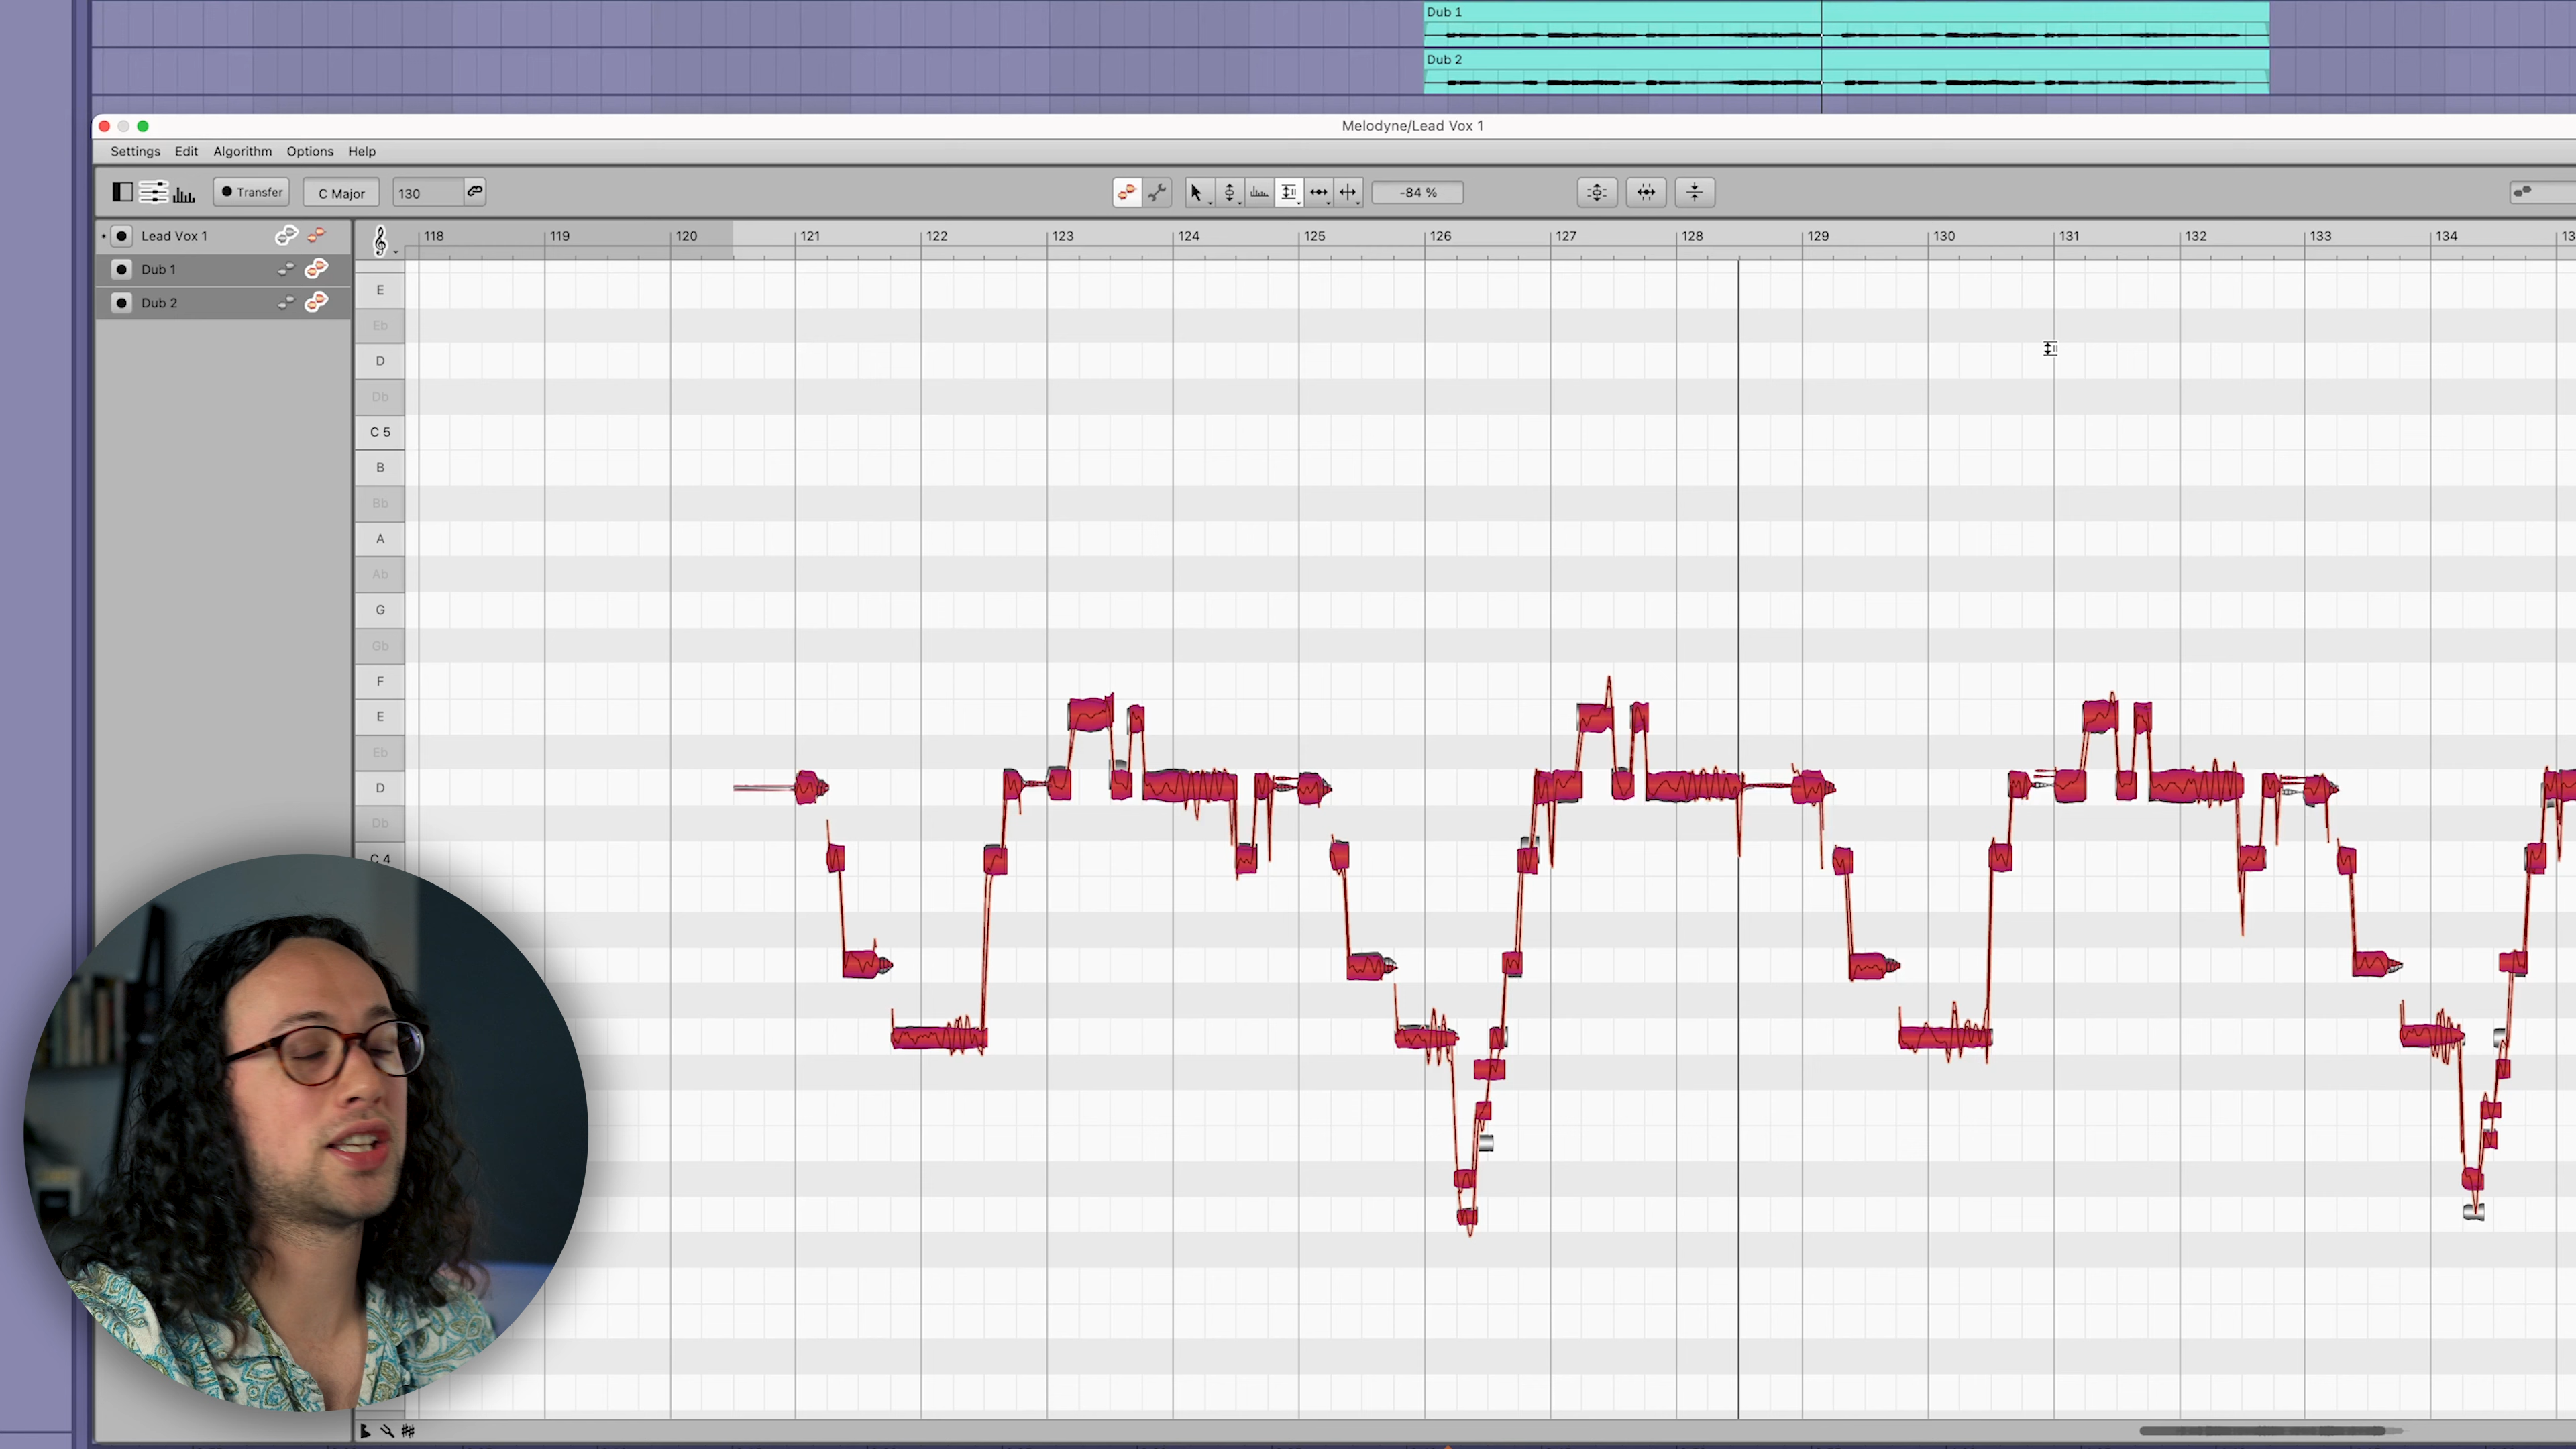 Dub 1
Dub 2
Melodyne/Lead Vox 1
Settings Edit Algorithm Options Help
Transfer C Major 130 -84 %
Lead Vox 1
Dub 1
Dub 2
118 119 120 121 122 123 124 125 126 127 128 129 130 131 132 133 134 13
E
Eb
D
Db
C 5
B
Bb
A
Ab
G
Gb
F
E
Eb
D
Db
C 4